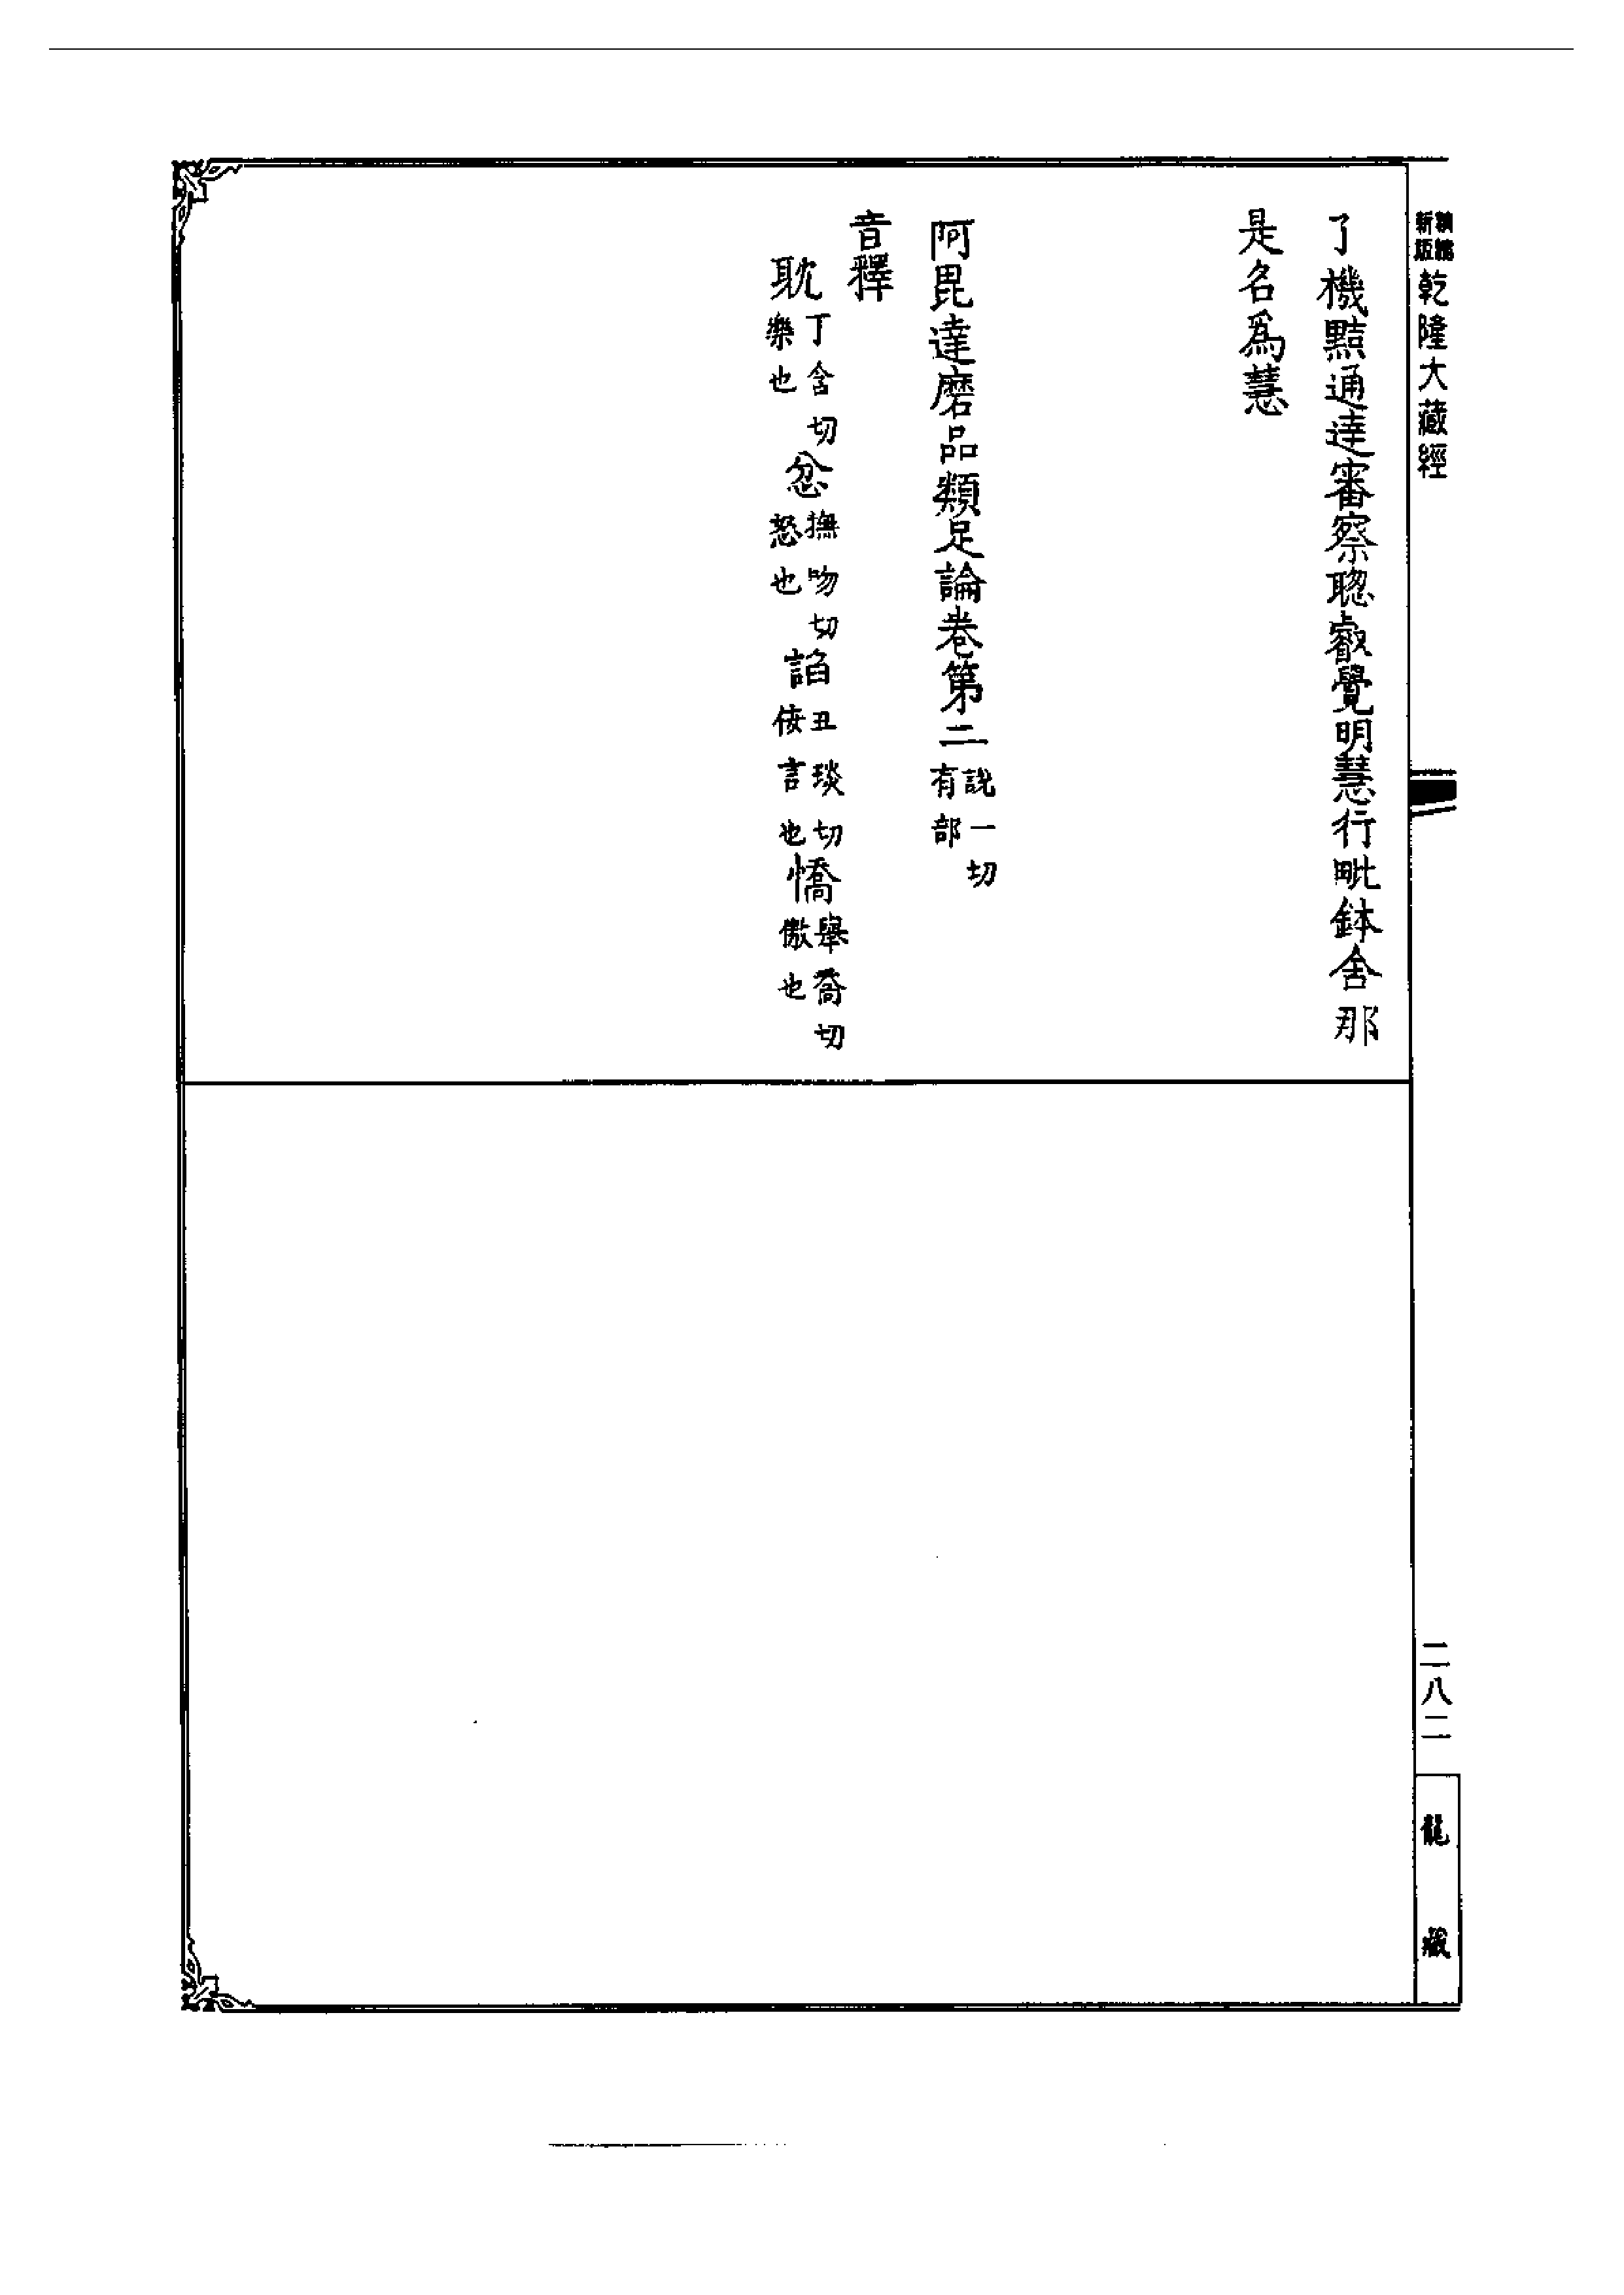 新版 乾隆大藏經
了機黠通達審察聰叡覺明慧行毗鉢舍那
是名爲慧
阿毘達磨品類足論卷第二 說一切有部
音釋
耽 丁含切樂也 忿 撫吻切怒也 諂 丑琰切佞言也 憍 舉喬切傲也
二八二
龍藏